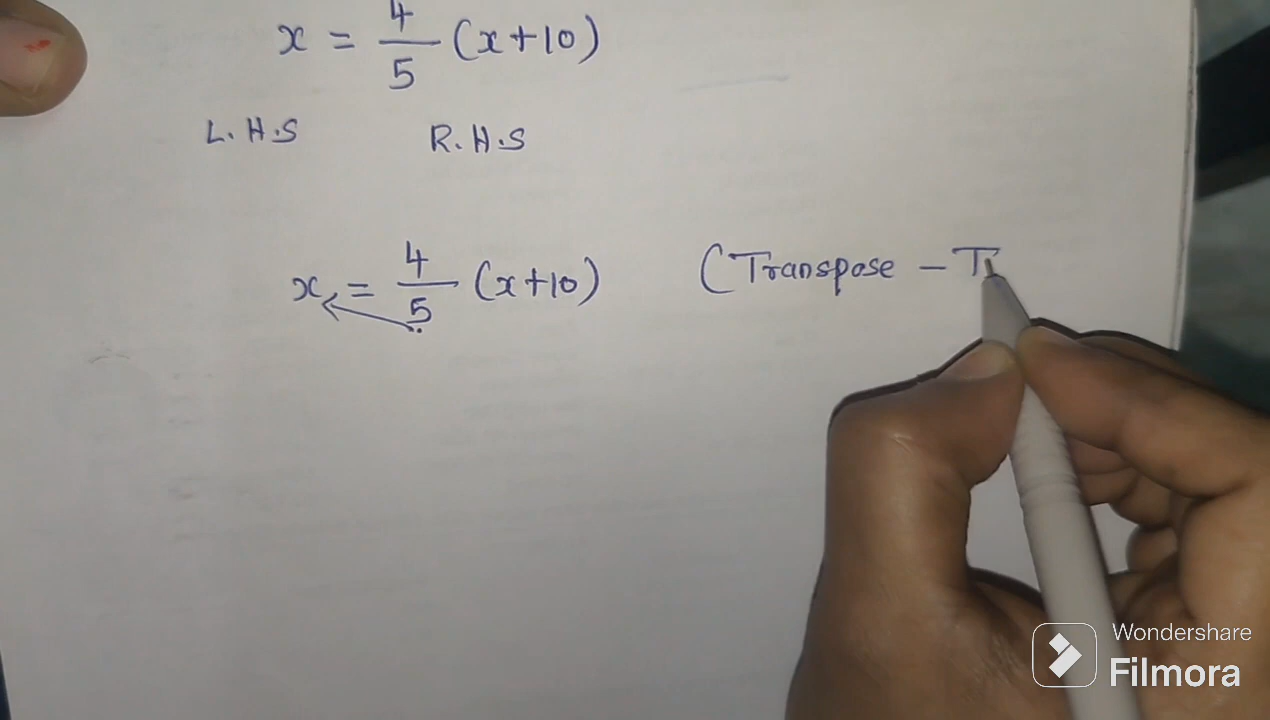 x = 4/5 (x+10)
L.H.S R.H.S
x = 4/5 (x+10) (Transpose - T
Wondershare
Filmora